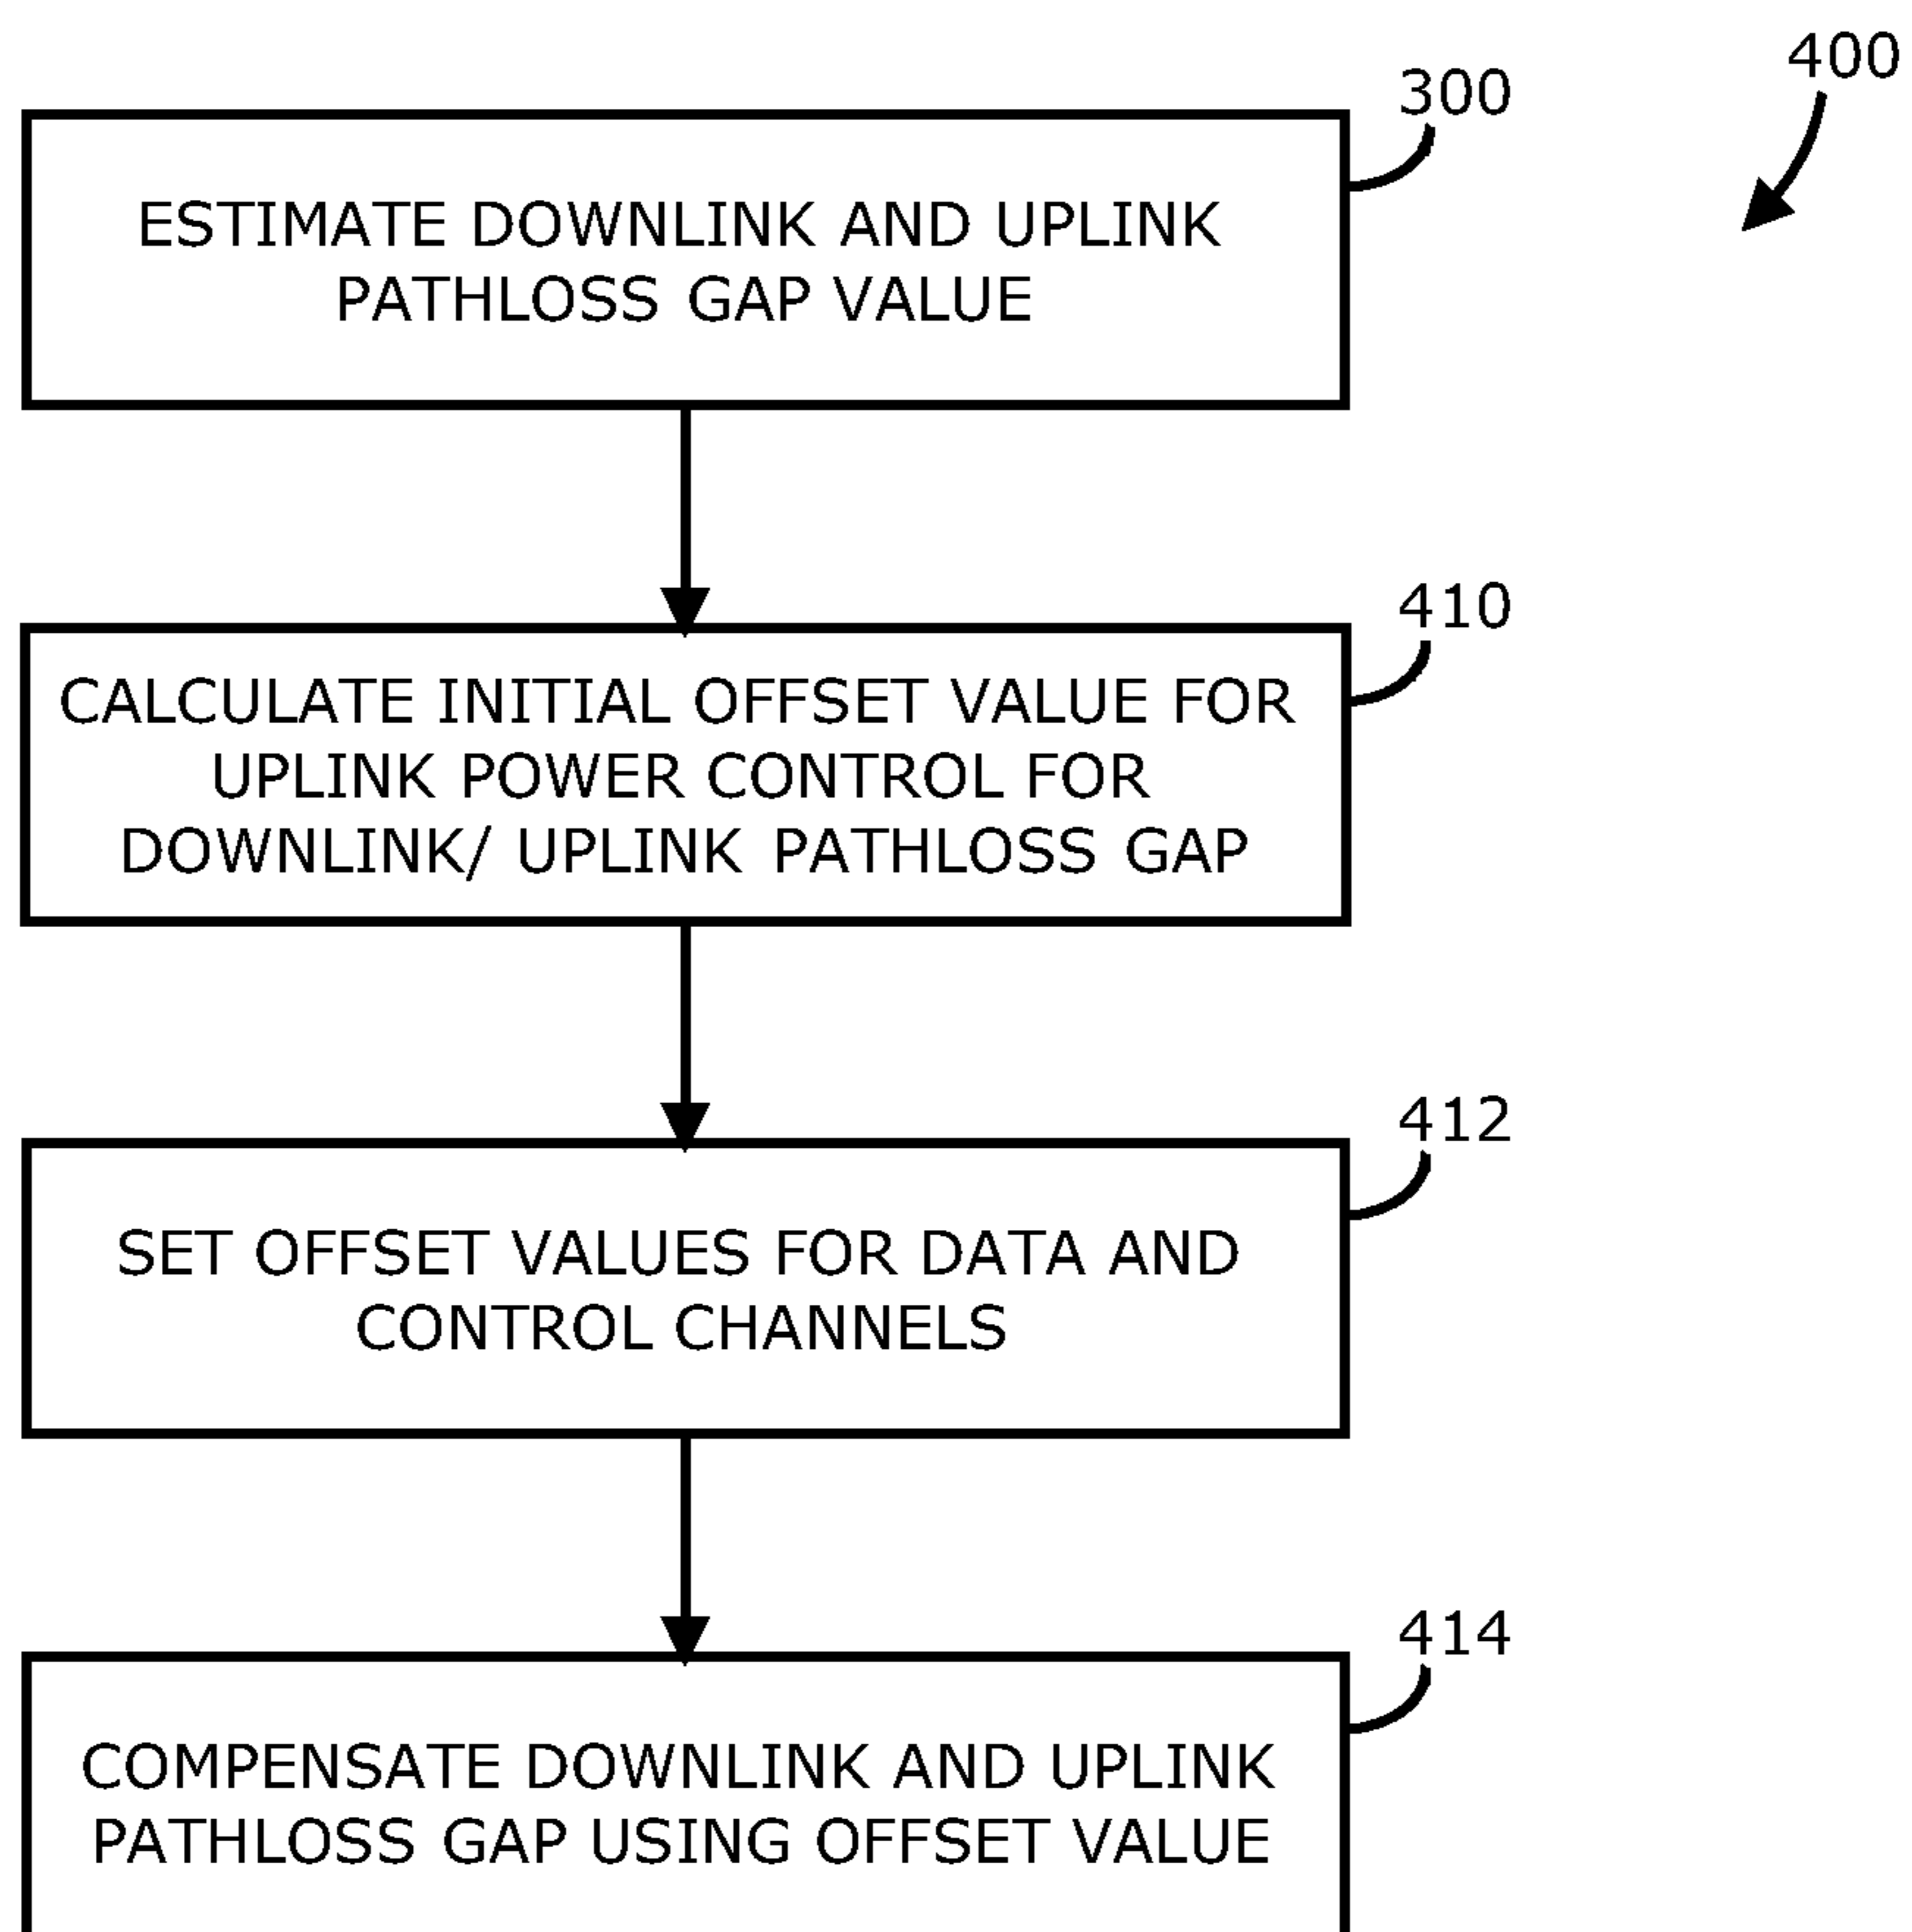 400
300
ESTIMATE DOWNLINK AND UPLINK
PATHLOSS GAP VALUE
410
CALCULATE INITIAL OFFSET VALUE FOR
UPLINK POWER CONTROL FOR
DOWNLINK/ UPLINK PATHLOSS GAP
412
SET OFFSET VALUES FOR DATA AND
CONTROL CHANNELS
414
COMPENSATE DOWNLINK AND UPLINK
PATHLOSS GAP USING OFFSET VALUE